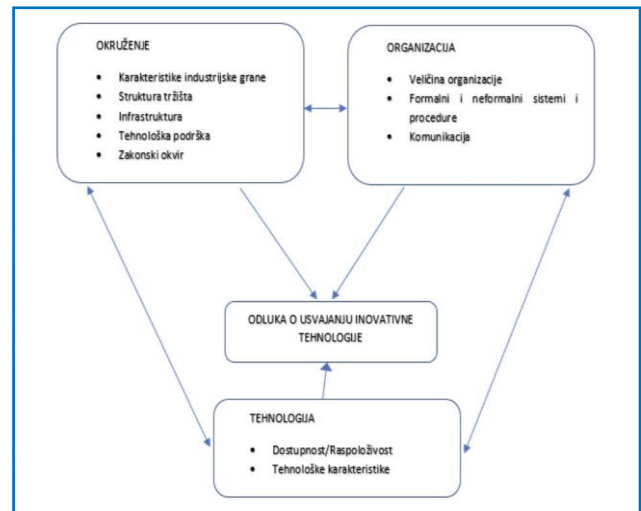 OKRUŽENJE
• Karakteristike industrijske grane
• Struktura tržišta
• Infrastruktura
• Tehnološka podrška
• Zakonski okvir
ORGANIZACIJA
• Veličina organizacije
• Formalni i neformalni sistemi i
procedure
• Komunikacija
ODLUKA O USVAJANJU INOVATIVNE
TEHNOLOGIJE
TEHNOLOGIJA
• Dostupnost/Raspoloživost
• Tehnološke karakteristike